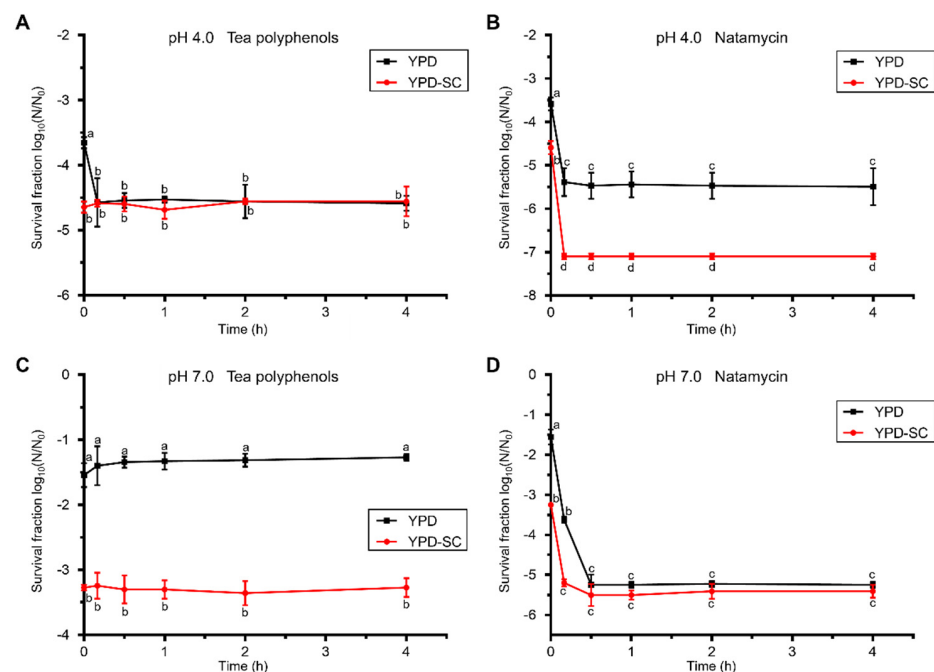 A
pH 4.0 Tea polyphenols
YPD
YPD-SC
Survival fraction log10(N/N0)
-2
-3
-4
-5
-6
a
b
b
b
b
b
b
b
b
b
b
b
0
1
2
3
4
Time (h)
B
pH 4.0 Natamycin
YPD
YPD-SC
Survival fraction log10(N/N0)
-2
-3
-4
-5
-6
-7
-8
a
b
c
c
c
c
c
d
d
d
d
d
0
1
2
3
4
Time (h)
C
pH 7.0 Tea polyphenols
YPD
YPD-SC
Survival fraction log10(N/N0)
0
-1
-2
-3
-4
a
a
a
a
a
a
b
b
b
b
b
b
0
1
2
3
4
Time (h)
D
pH 7.0 Natamycin
YPD
YPD-SC
Survival fraction log10(N/N0)
0
-1
-2
-3
-4
-5
-6
a
b
b
c
c
c
c
c
c
c
c
c
0
1
2
3
4
Time (h)